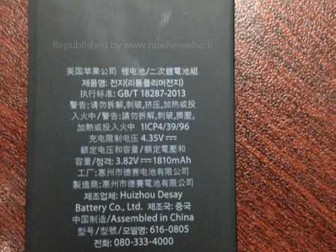 Republished by www.nowhereelse.fr
美国苹果公司 锂电池/二次鋰電池組
제품명: 전지(리튬폴리머전지)
执行标准: GB/T 18287-2013
警告:请勿拆解,刺破,挤压,加热或投
入火中/ 警告:請勿拆解,刺破,擠壓,
加熱或投入火中 1ICP4/39/96
充电限制电压 4.35V⎓
额定电压和容量/ 額定電壓和容
量/정격: 3.82V⎓1810mAh
工厂: 惠州市德赛电池有限公司
製造商: 惠州市德賽電池有限公司
제조업체: Huizhou Desay
Battery Co., Ltd. 제조국: 중국
中国制造/Assembled in China
型号/型號/모델명: 616-0805
전화: 080-333-4000